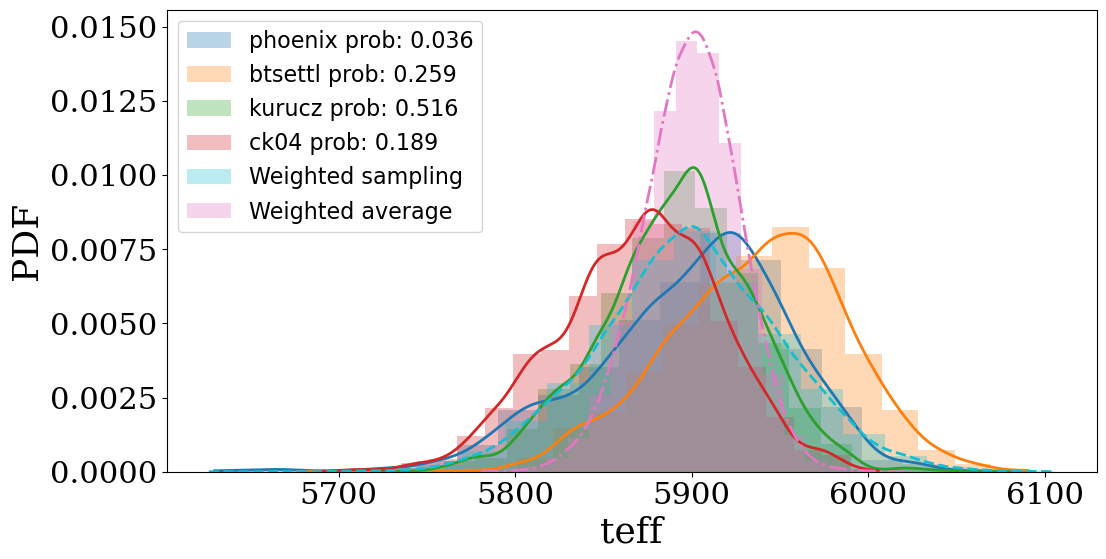 0.0150
0.0125
0.0100
0.0075
0.0050
0.0025
0.0000
PDF
phoenix prob: 0.036
btsettl prob: 0.259
kurucz prob: 0.516
ck04 prob: 0.189
Weighted sampling
Weighted average
5700 5800 5900 6000 6100
teff